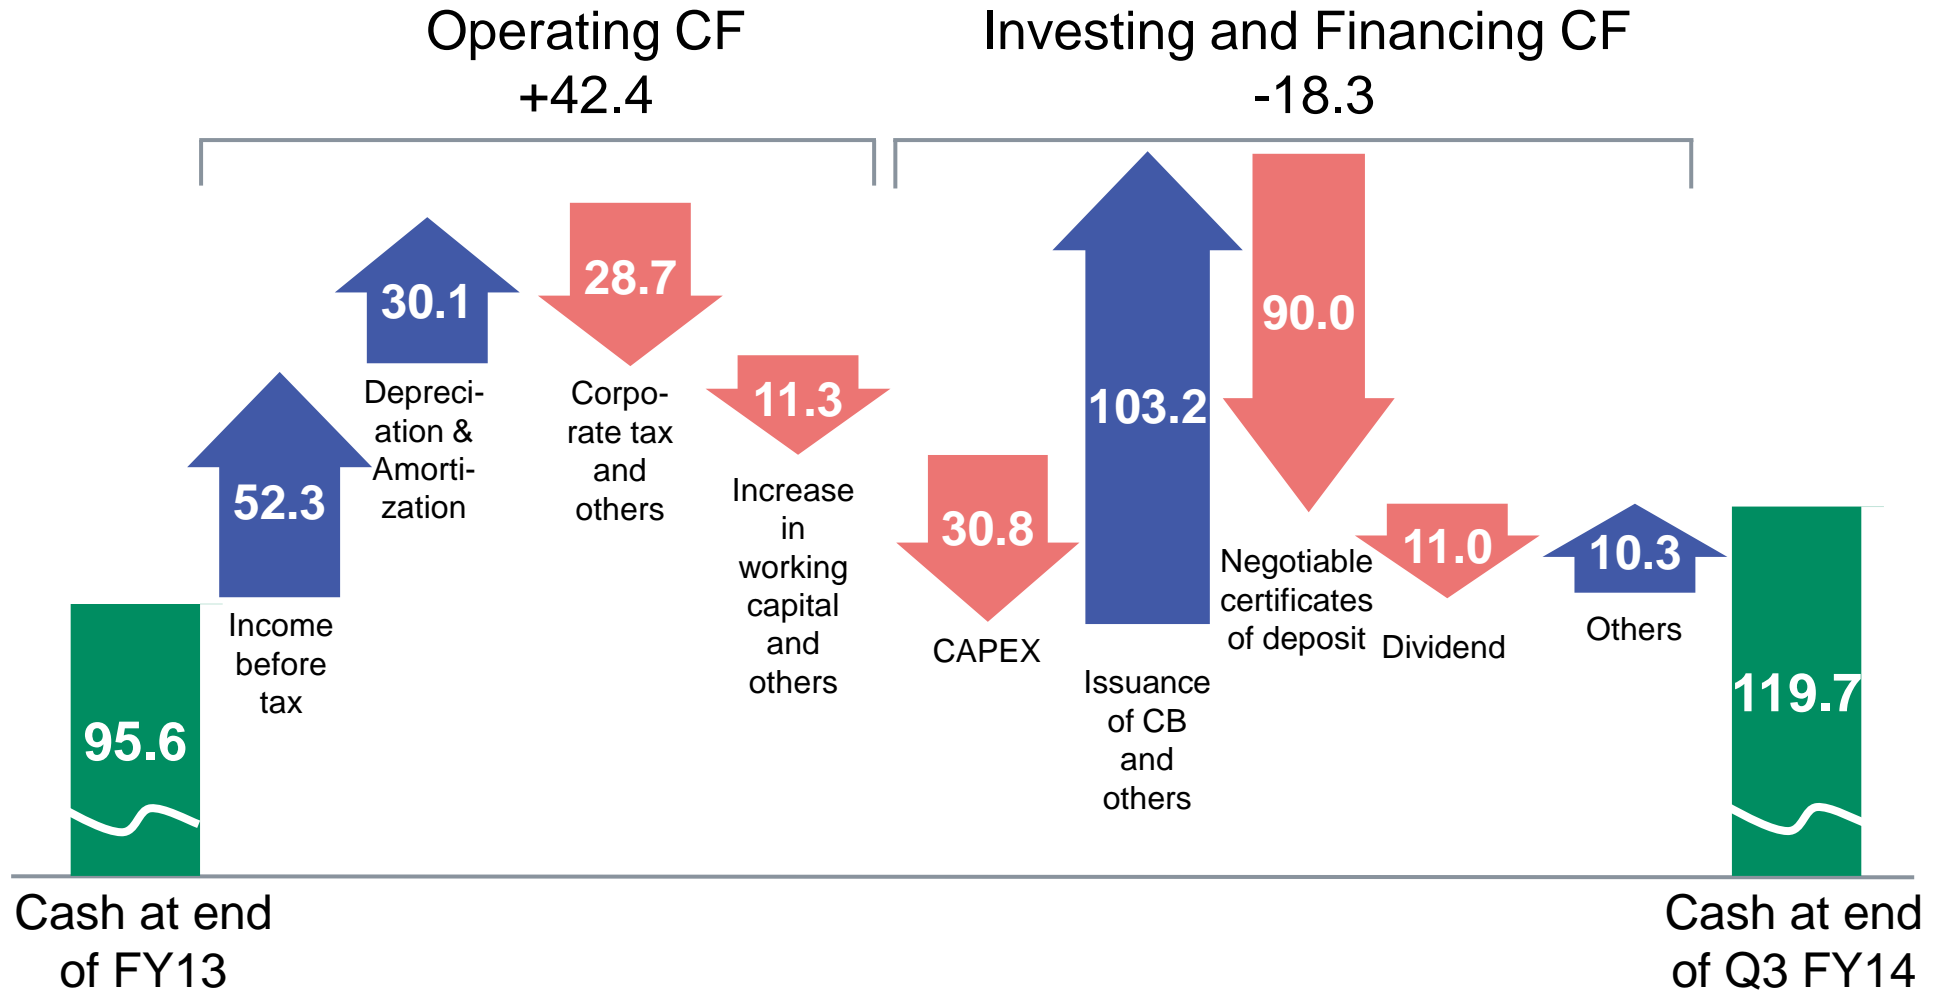 Operating CF
+42.4
Investing and Financing CF
-18.3
95.6
Cash at end
of FY13
52.3
Income
before
tax
30.1
Depreci-
ation &
Amorti-
zation
28.7
Corpo-
rate tax
and
others
11.3
Increase
in
working
capital
and
others
30.8
CAPEX
103.2
Issuance
of CB
and
others
90.0
Negotiable
certificates
of deposit
11.0
Dividend
10.3
Others
119.7
Cash at end
of Q3 FY14